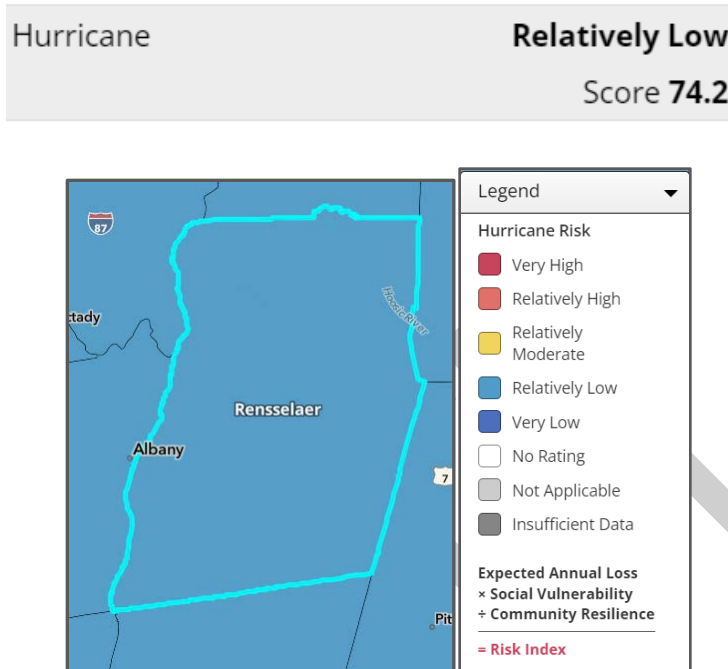 Hurricane
Relatively Low
Score 74.2
87
tady
Hoosic River
Rensselaer
Albany
7
Pit
Legend
Hurricane Risk
Very High
Relatively High
Relatively
Moderate
Relatively Low
Very Low
No Rating
Not Applicable
Insufficient Data
Expected Annual Loss
× Social Vulnerability
÷ Community Resilience
= Risk Index